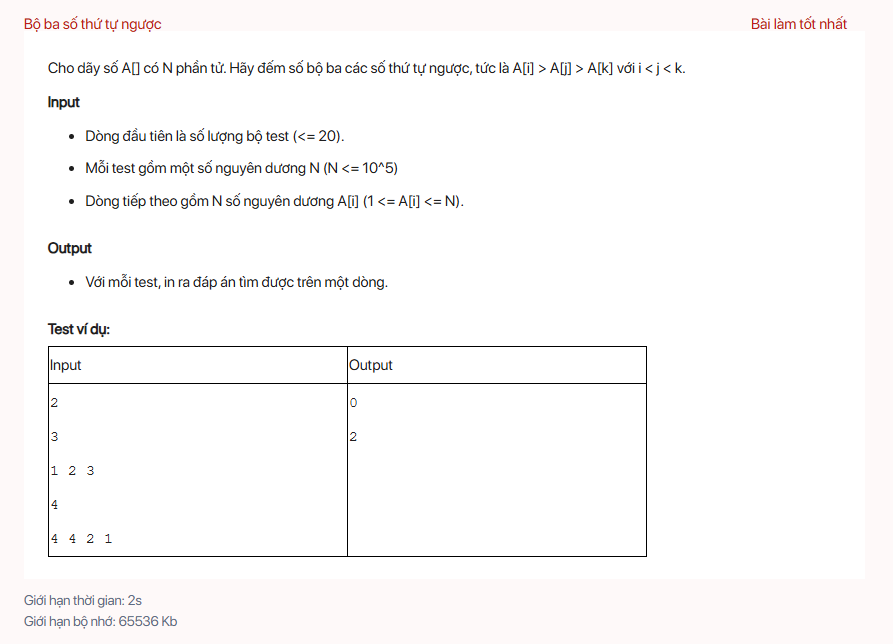 Bộ ba số thứ tự ngược
Bài làm tốt nhất
Cho dãy số A[] có N phần tử. Hãy đếm số bộ ba các số thứ tự ngược, tức là A[i] > A[j] > A[k] với i < j < k.
Input
Dòng đầu tiên là số lượng bộ test (<= 20).
Mỗi test gồm một số nguyên dương N (N <= 10^5)
Dòng tiếp theo gồm N số nguyên dương A[i] (1 <= A[i] <= N).
Output
Với mỗi test, in ra đáp án tìm được trên một dòng.
Test ví dụ:
Input
Output
2
3
1 2 3
4
4 4 2 1
0
2
Giới hạn thời gian: 2s
Giới hạn bộ nhớ: 65536 Kb